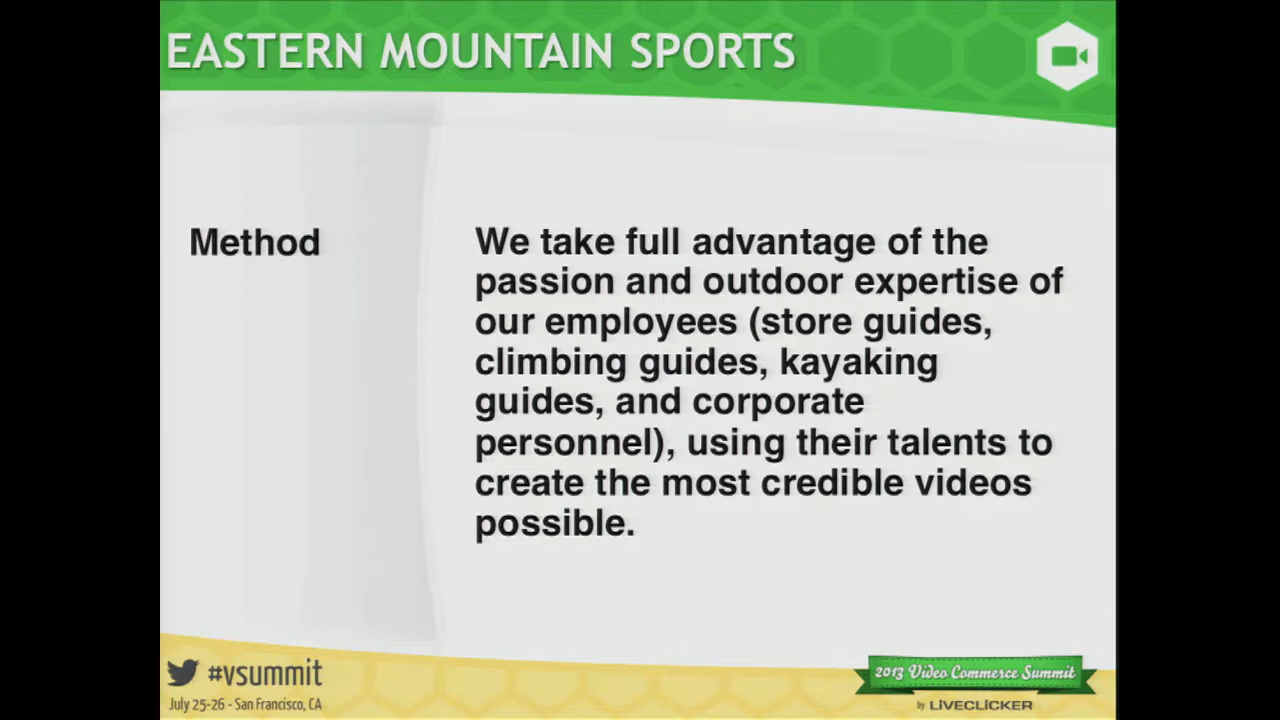 EASTERN MOUNTAIN SPORTS
Method
We take full advantage of the
passion and outdoor expertise of
our employees (store guides,
climbing guides, kayaking
guides, and corporate
personnel), using their talents to
create the most credible videos
possible.
#vsummit
July 25-26 - San Francisco, CA
2013 Video Commerce Summit
by LIVECLICKER